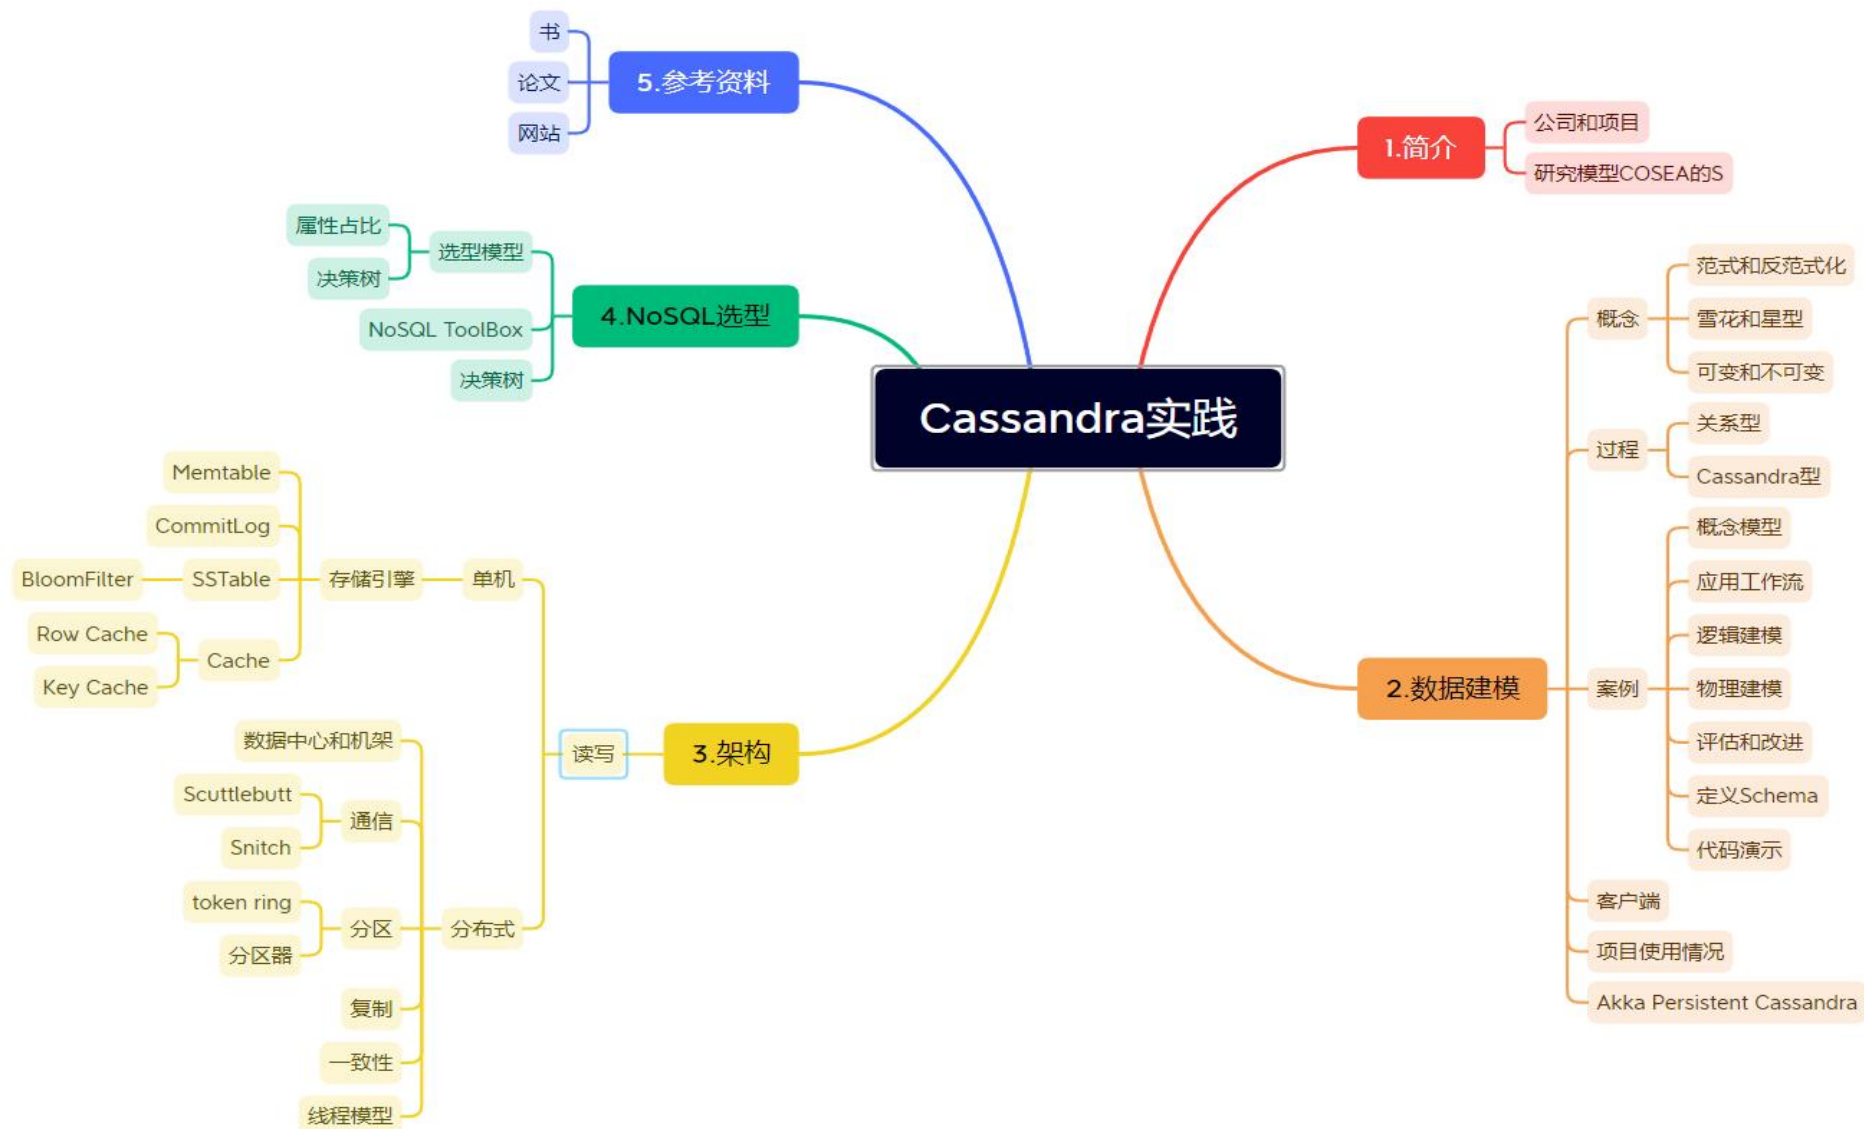 Cassandra实践
1.简介
公司和项目
研究模型COSEA的S
2.数据建模
概念
范式和反范式化
雪花和星型
可变和不可变
过程
关系型
Cassandra型
案例
概念模型
应用工作流
逻辑建模
物理建模
评估和改进
定义Schema
代码演示
客户端
项目使用情况
Akka Persistent Cassandra
3.架构
读写
单机
存储引擎
Memtable
CommitLog
SSTable
BloomFilter
Cache
Row Cache
Key Cache
分布式
数据中心和机架
通信
Scuttlebutt
Snitch
分区
token ring
分区器
复制
一致性
线程模型
4.NoSQL选型
选型模型
属性占比
决策树
NoSQL ToolBox
决策树
5.参考资料
书
论文
网站